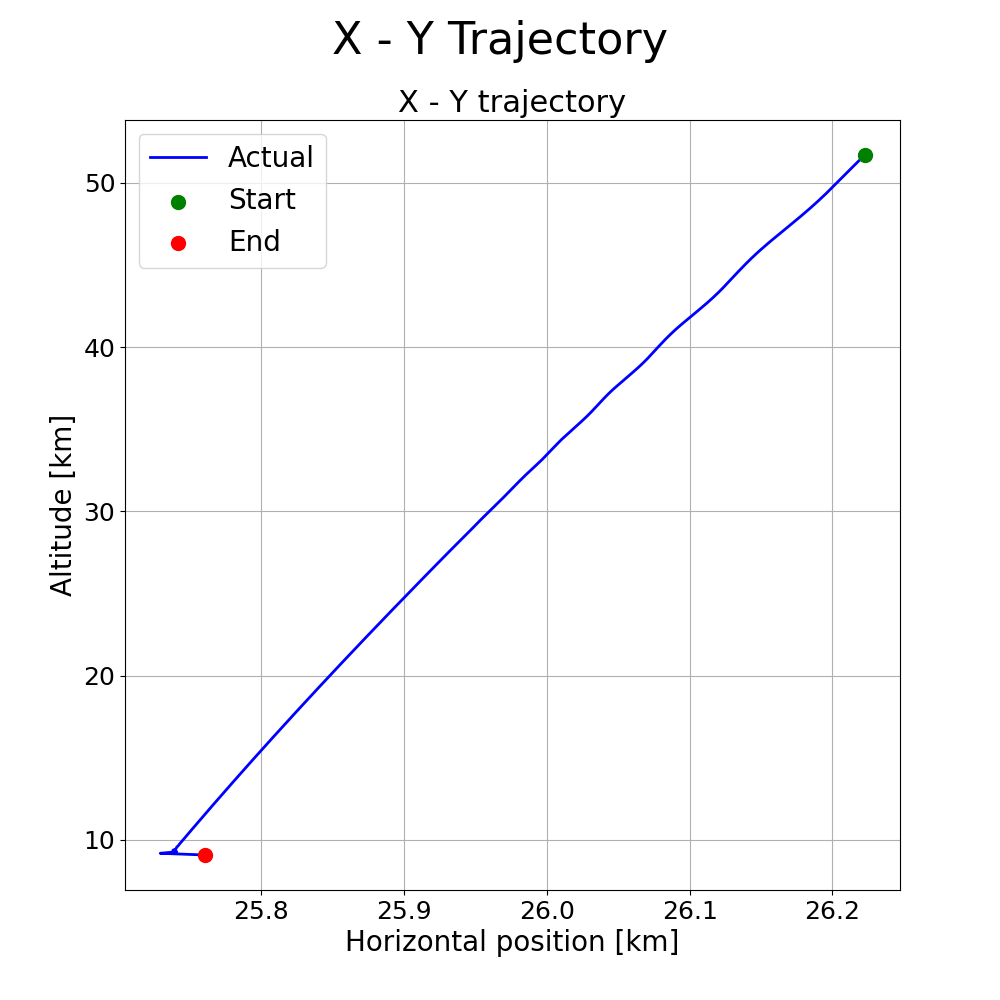 X - Y Trajectory
X - Y trajectory
Actual
Start
End
50
40
30
20
10
Altitude [km]
25.8 25.9 26.0 26.1 26.2
Horizontal position [km]